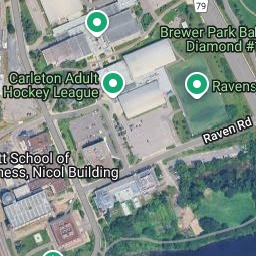 79
Brewer Park Ba
Diamond #
Carleton Adult
Hockey League
Ravens
Raven Rd
tt School of
ness, Nicol Building